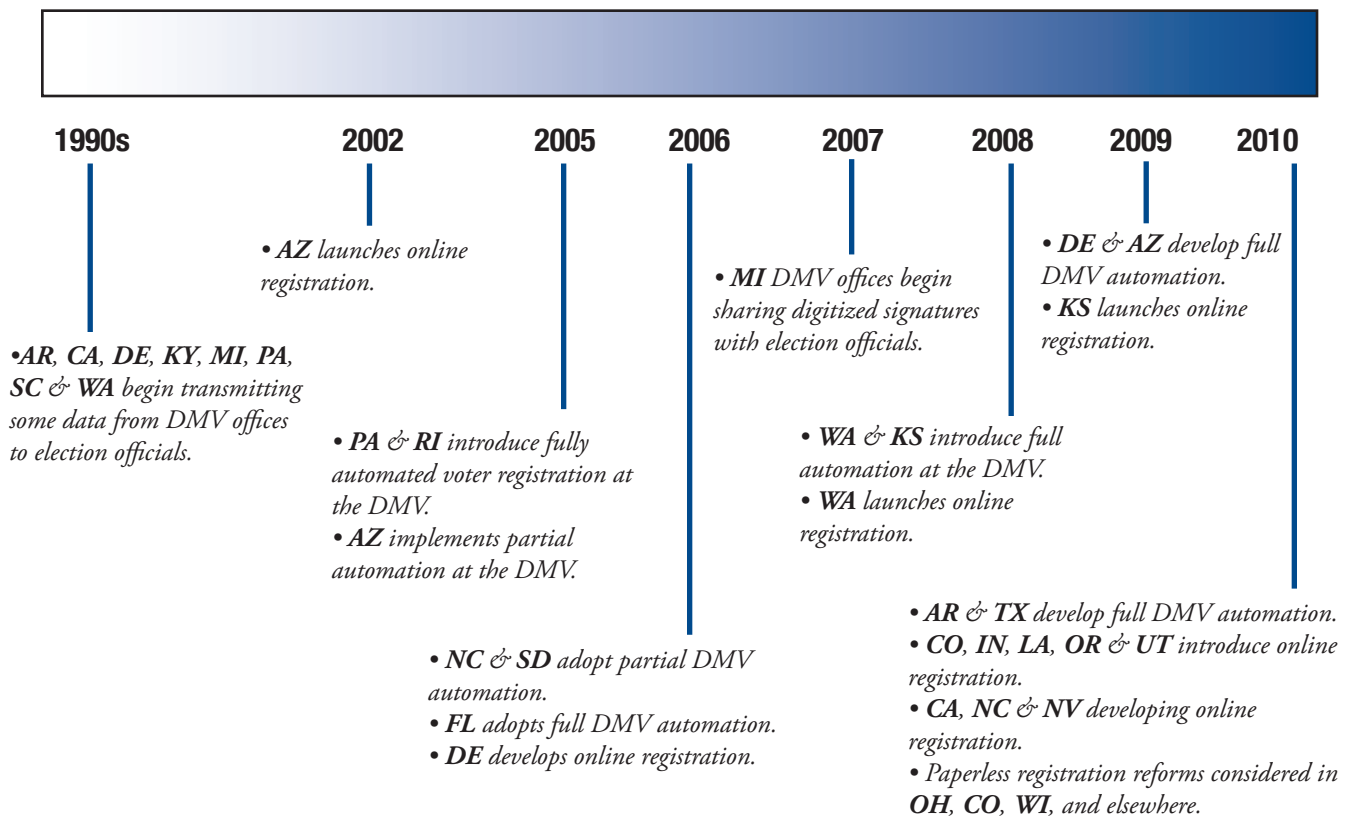 1990s 2002 2005 2006 2007 2008 2009 2010
• AZ launches online
registration.
•AR, CA, DE, KY, MI, PA,
SC & WA begin transmitting
some data from DMV offices
to election officials.
• PA & RI introduce fully
automated voter registration at
the DMV.
• AZ implements partial
automation at the DMV.
• NC & SD adopt partial DMV
automation.
• FL adopts full DMV automation.
• DE develops online registration.
• MI DMV offices begin
sharing digitized signatures
with election officials.
• WA & KS introduce full
automation at the DMV.
• WA launches online
registration.
• DE & AZ develop full
DMV automation.
• KS launches online
registration.
• AR & TX develop full DMV automation.
• CO, IN, LA, OR & UT introduce online
registration.
• CA, NC & NV developing online
registration.
• Paperless registration reforms considered in
OH, CO, WI, and elsewhere.